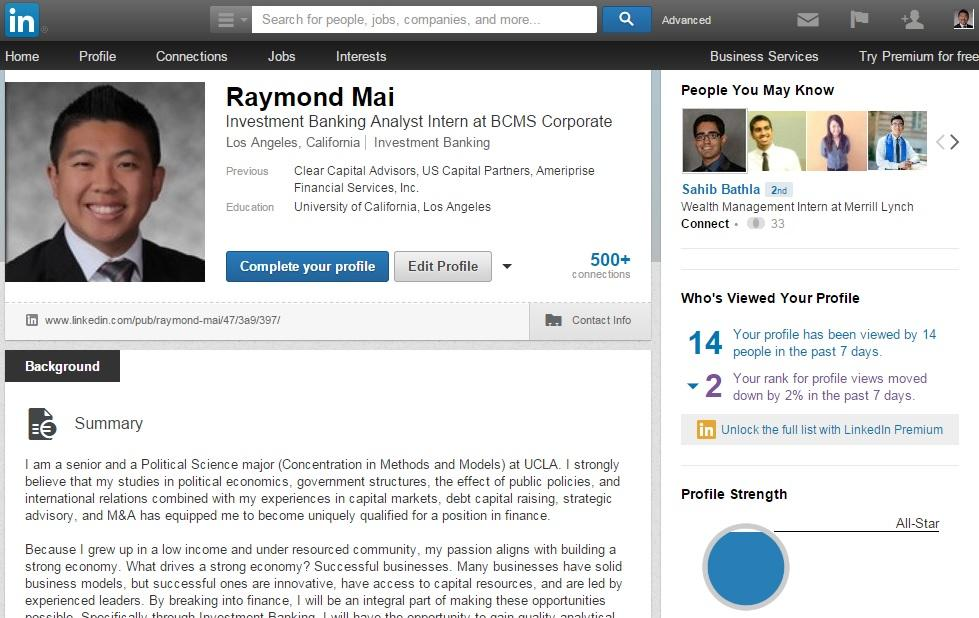 in
Search for people, jobs, companies, and more...
Advanced
Home Profile Connections Jobs Interests Business Services Try Premium for free
Raymond Mai
Investment Banking Analyst Intern at BCMS Corporate
Los Angeles, California | Investment Banking
Previous Clear Capital Advisors, US Capital Partners, Ameriprise
Financial Services, Inc.
Education University of California, Los Angeles
Complete your profile
Edit Profile
500+
connections
in www.linkedin.com/pub/raymond-mai/47/3a9/397/
Contact Info
Background
Summary
I am a senior and a Political Science major (Concentration in Methods and Models) at UCLA. I strongly
believe that my studies in political economics, government structures, the effect of public policies, and
international relations combined with my experiences in capital markets, debt capital raising, strategic
advisory, and M&A has equipped me to become uniquely qualified for a position in finance.
Because I grew up in a low income and under resourced community, my passion aligns with building a
strong economy. What drives a strong economy? Successful businesses. Many businesses have solid
business models, but successful ones are innovative, have access to capital resources, and are led by
experienced leaders. By breaking into finance, I will be an integral part of making these opportunities
possible. Specifically through Investment Banking, I will have the opportunity to gain quality analytical
People You May Know
Sahib Bathla 2nd
Wealth Management Intern at Merrill Lynch
Connect • 33
Who's Viewed Your Profile
14 Your profile has been viewed by 14
people in the past 7 days.
2 Your rank for profile views moved
down by 2% in the past 7 days.
in Unlock the full list with LinkedIn Premium
Profile Strength
All-Star